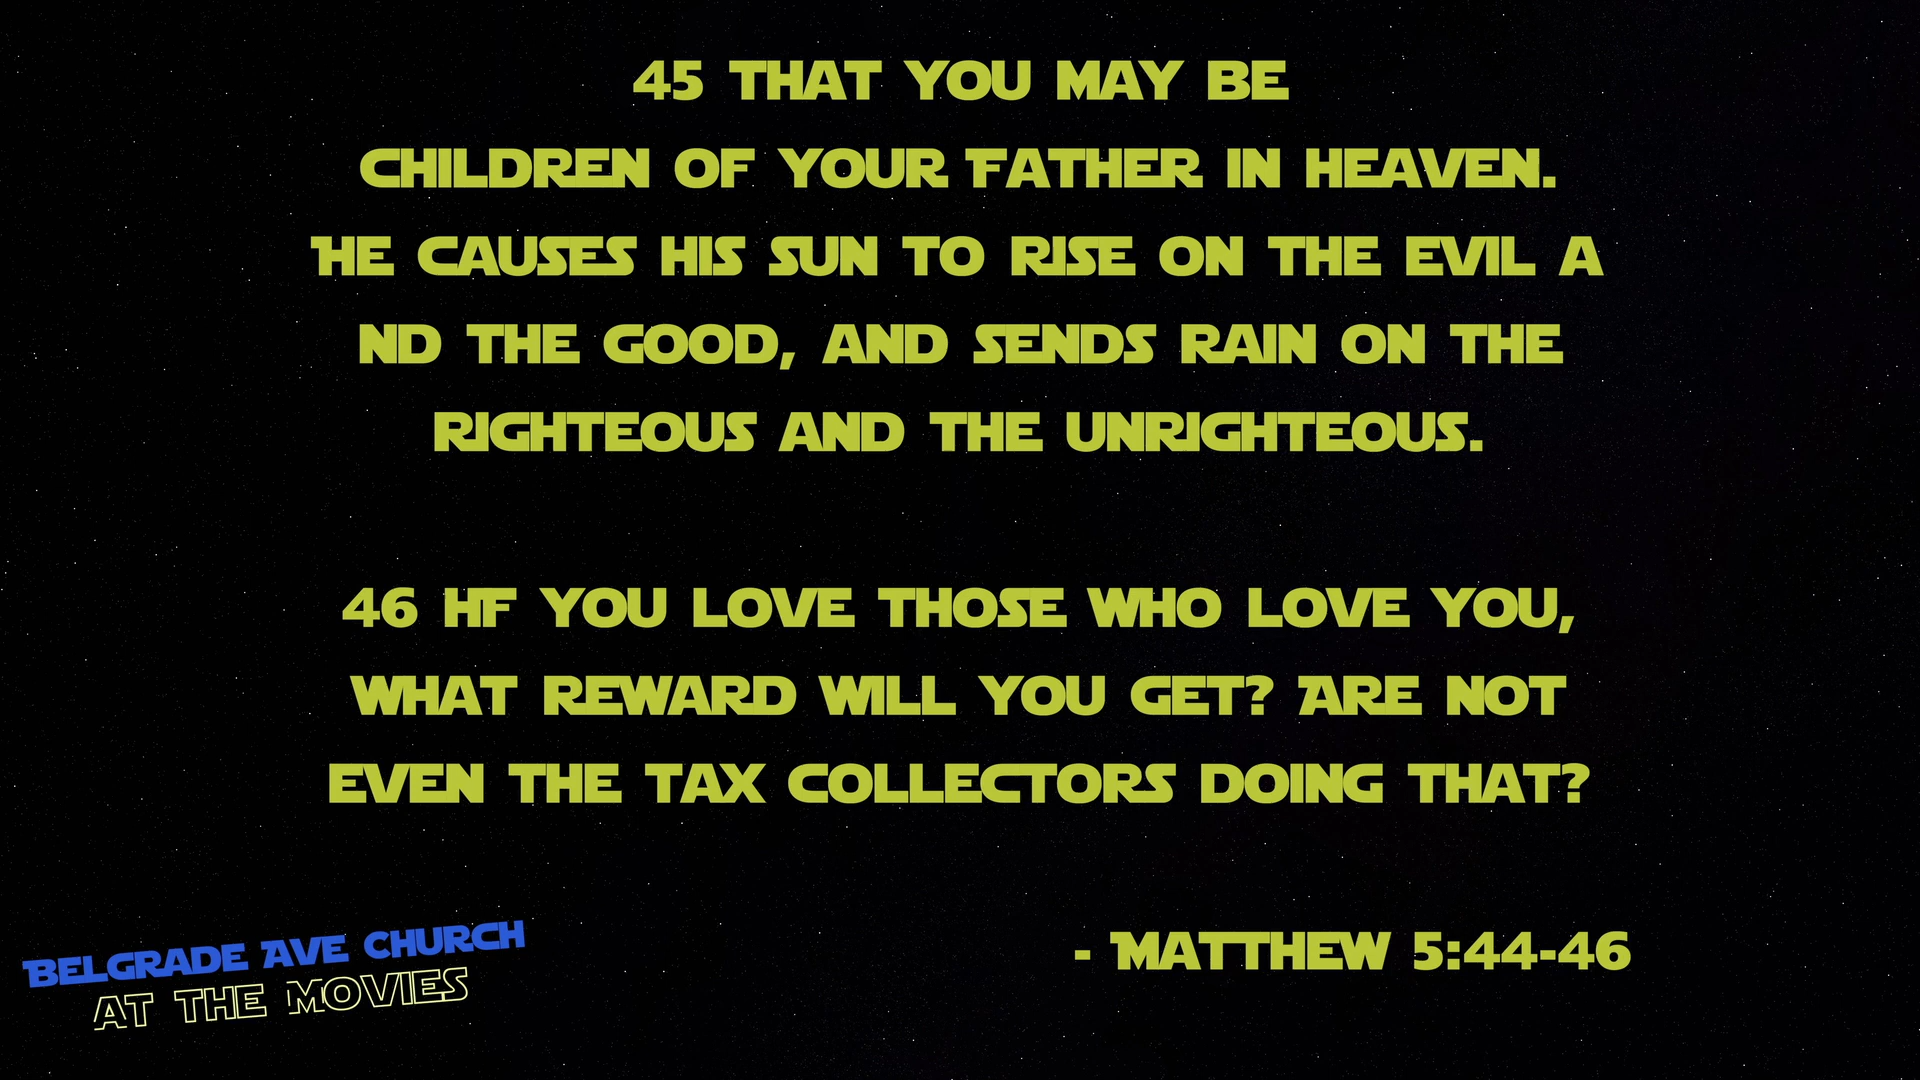 45 THAT YOU MAY BE
CHILDREN OF YOUR FATHER IN HEAVEN.
HE CAUSES HIS SUN TO RISE ON THE EVIL A
ND THE GOOD, AND SENDS RAIN ON THE
RIGHTEOUS AND THE UNRIGHTEOUS.
46 IF YOU LOVE THOSE WHO LOVE YOU,
WHAT REWARD WILL YOU GET? ARE NOT
EVEN THE TAX COLLECTORS DOING THAT?
- MATTHEW 5:44-46
BELGRADE AVE CHURCH
AT THE MOVIES